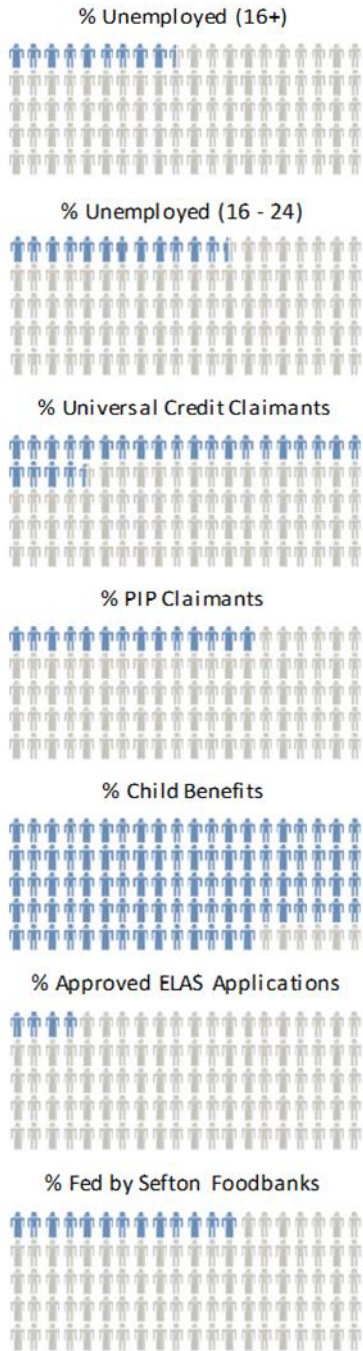 % Unemployed (16+)
% Unemployed (16 - 24)
% Universal Credit Claimants
% PIP Claimants
% Child Benefits
% Approved ELAS Applications
% Fed by Sefton Foodbanks